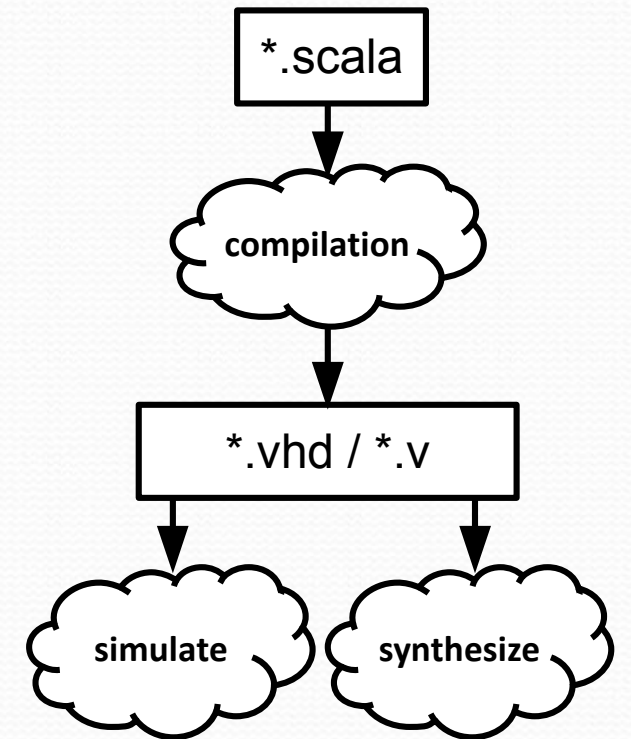 *.scala
compilation
*.vhd / *.v
simulate
synthesize